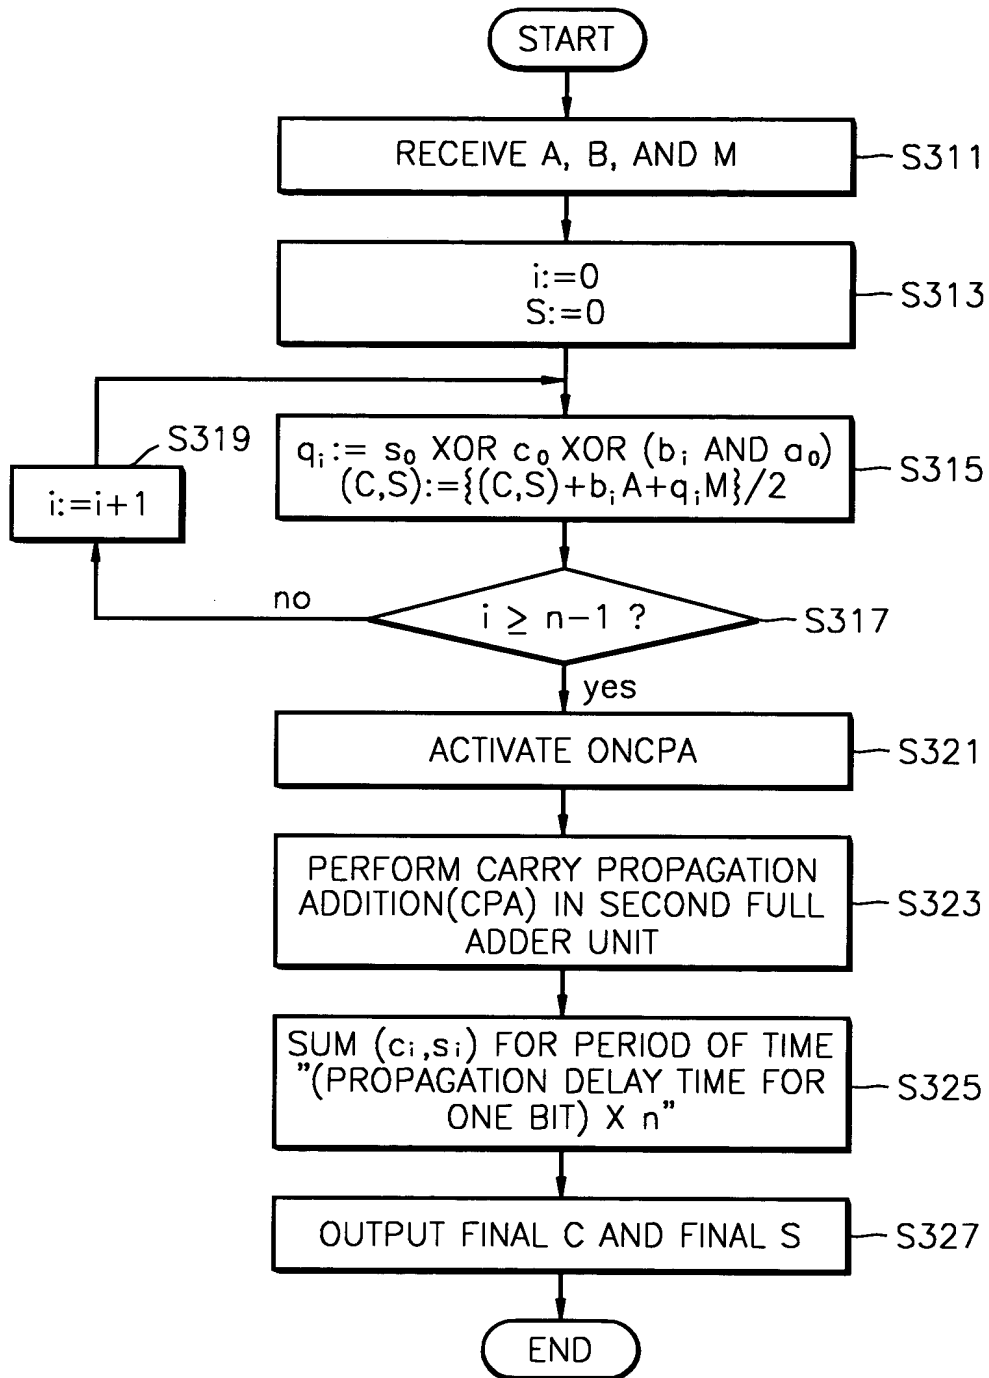 START
RECEIVE A, B, AND M
S311
i:=0
S:=0
S313
S319
i:=i+1
qᵢ := s₀ XOR c₀ XOR (bᵢ AND a₀)
(C,S):={(C,S)+bᵢA+qᵢM}/2
S315
no
i ≥ n-1 ?
S317
yes
ACTIVATE ONCPA
S321
PERFORM CARRY PROPAGATION
ADDITION(CPA) IN SECOND FULL
ADDER UNIT
S323
SUM (cᵢ,sᵢ) FOR PERIOD OF TIME
"(PROPAGATION DELAY TIME FOR
ONE BIT) X n"
S325
OUTPUT FINAL C AND FINAL S
S327
END